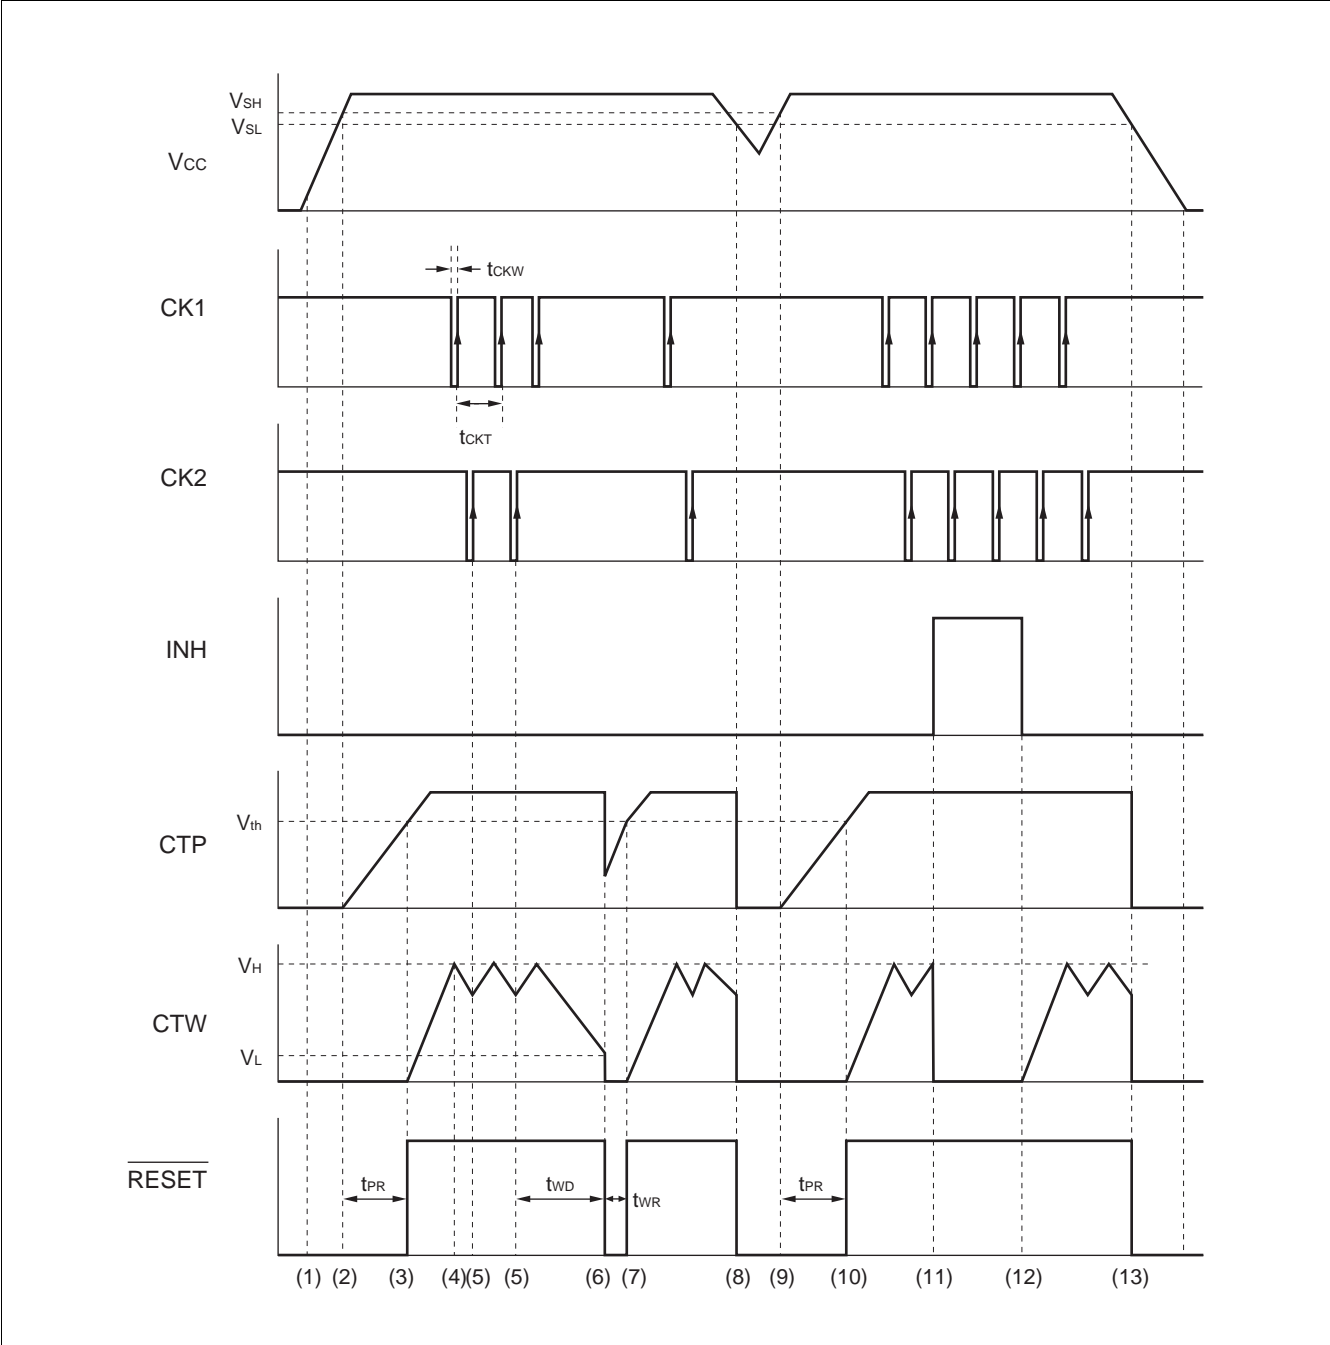 VSH
VSL
VCC
tCKW
CK1
tCKT
CK2
INH
Vth
CTP
VH
CTW
VL
RESET
tPR tWD tWR tPR
(1) (2) (3) (4) (5) (5) (6) (7) (8) (9) (10) (11) (12) (13)